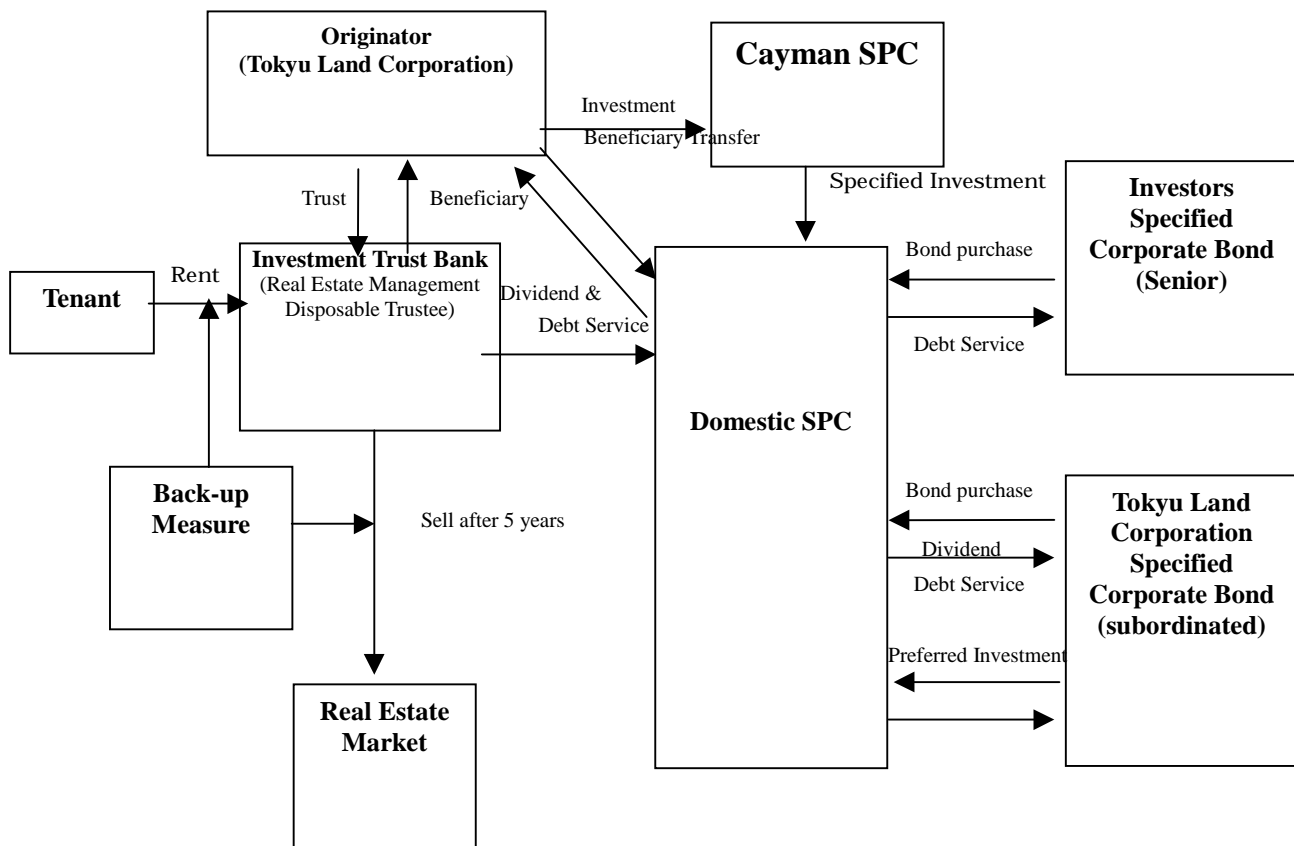 Originator
(Tokyu Land Corporation)
Cayman SPC
Investment
Beneficiary Transfer
Trust
Beneficiary
Specified Investment
Investors
Specified
Corporate Bond
(Senior)
Bond purchase
Debt Service
Tenant
Rent
Investment Trust Bank
(Real Estate Management
Disposable Trustee)
Dividend &
Debt Service
Domestic SPC
Back-up
Measure
Sell after 5 years
Bond purchase
Dividend
Debt Service
Preferred Investment
Tokyu Land
Corporation
Specified
Corporate Bond
(subordinated)
Real Estate
Market